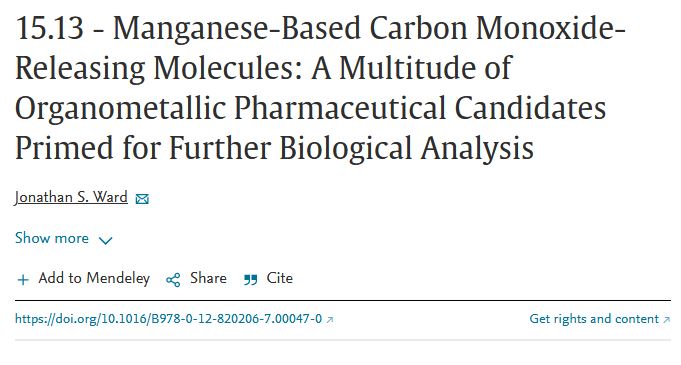 15.13 - Manganese-Based Carbon Monoxide-
Releasing Molecules: A Multitude of
Organometallic Pharmaceutical Candidates
Primed for Further Biological Analysis
Jonathan S. Ward
Show more
Add to Mendeley Share Cite
https://doi.org/10.1016/B978-0-12-820206-7.00047-0 Get rights and content